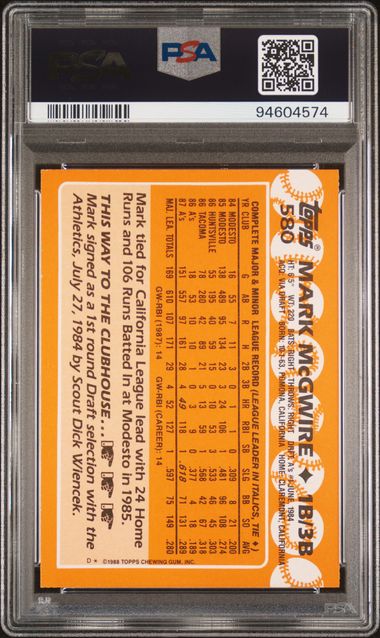 PSA
PSA
94604574
Topps®
580
MARK McGWIRE ♦ 1B/3B
HT: 6'5" WT: 220 BATS: RIGHT THROWS: RIGHT DRAFT: A's #1-JUNE, 1984
ACQ: VIA DRAFT BORN: 10-1-63, POMONA, CALIFORNIA HOME: CLAREMONT, CALIFORNIA
COMPLETE MAJOR & MINOR LEAGUE RECORD (LEAGUE LEADER IN ITALICS, TIE ♦)
YR CLUB G AB R H 2B 3B HR RB SB SLG BB SO AVG
84 MODESTO 16 55 7 11 3 0 1 1 0 .309 8 21 .200
85 MODESTO 138 489 95 134 23 3 24 106 1 .481 96 108 .274
86 HUNTSVILLE 55 195 40 59 15 0 10 53 3
86 TACOMA 78 280 42 89 21 5 13 59 1 .568 42 67 .318
86 A's 18 53 10 10 1 0 3 9 0 .377 4 18 .189
87 A's 151 557 97 161 28 4 49 118 1 .618 71 131 .289
MAJ. LEA. TOTALS 169 610 107 171 29 4 52 127 1 .597 75 149 .280
GW-RBI (1987): 14 GW-RBI (CAREER): 14
Mark tied for California League lead with 24 Home
Runs and 106 Runs Batted In at Modesto in 1985.
THIS WAY TO THE CLUBHOUSE...
Mark signed as a 1st round Draft selection with the
Athletics, July 27, 1984 by Scout Dick Wiencek.
D* ©1988 TOPPS CHEWING GUM, INC.